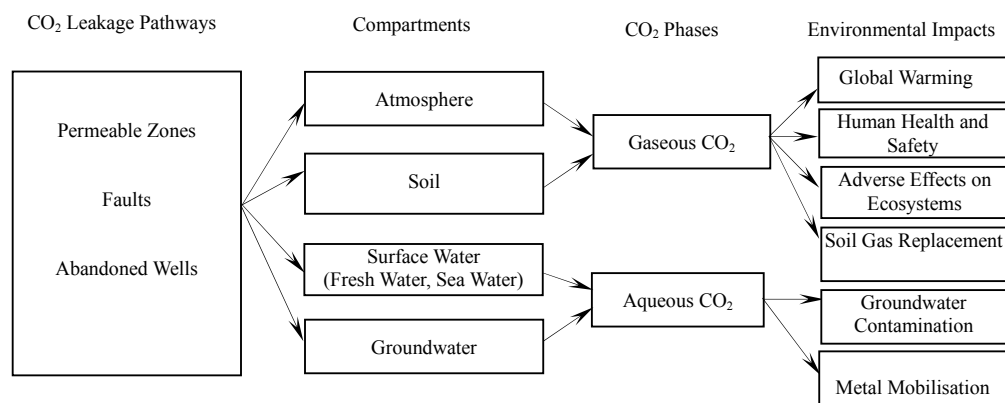 CO₂ Leakage Pathways
Compartments
CO₂ Phases
Environmental Impacts
Permeable Zones
Faults
Abandoned Wells
Atmosphere
Soil
Surface Water
(Fresh Water, Sea Water)
Groundwater
Gaseous CO₂
Aqueous CO₂
Global Warming
Human Health and
Safety
Adverse Effects on
Ecosystems
Soil Gas Replacement
Groundwater
Contamination
Metal Mobilisation